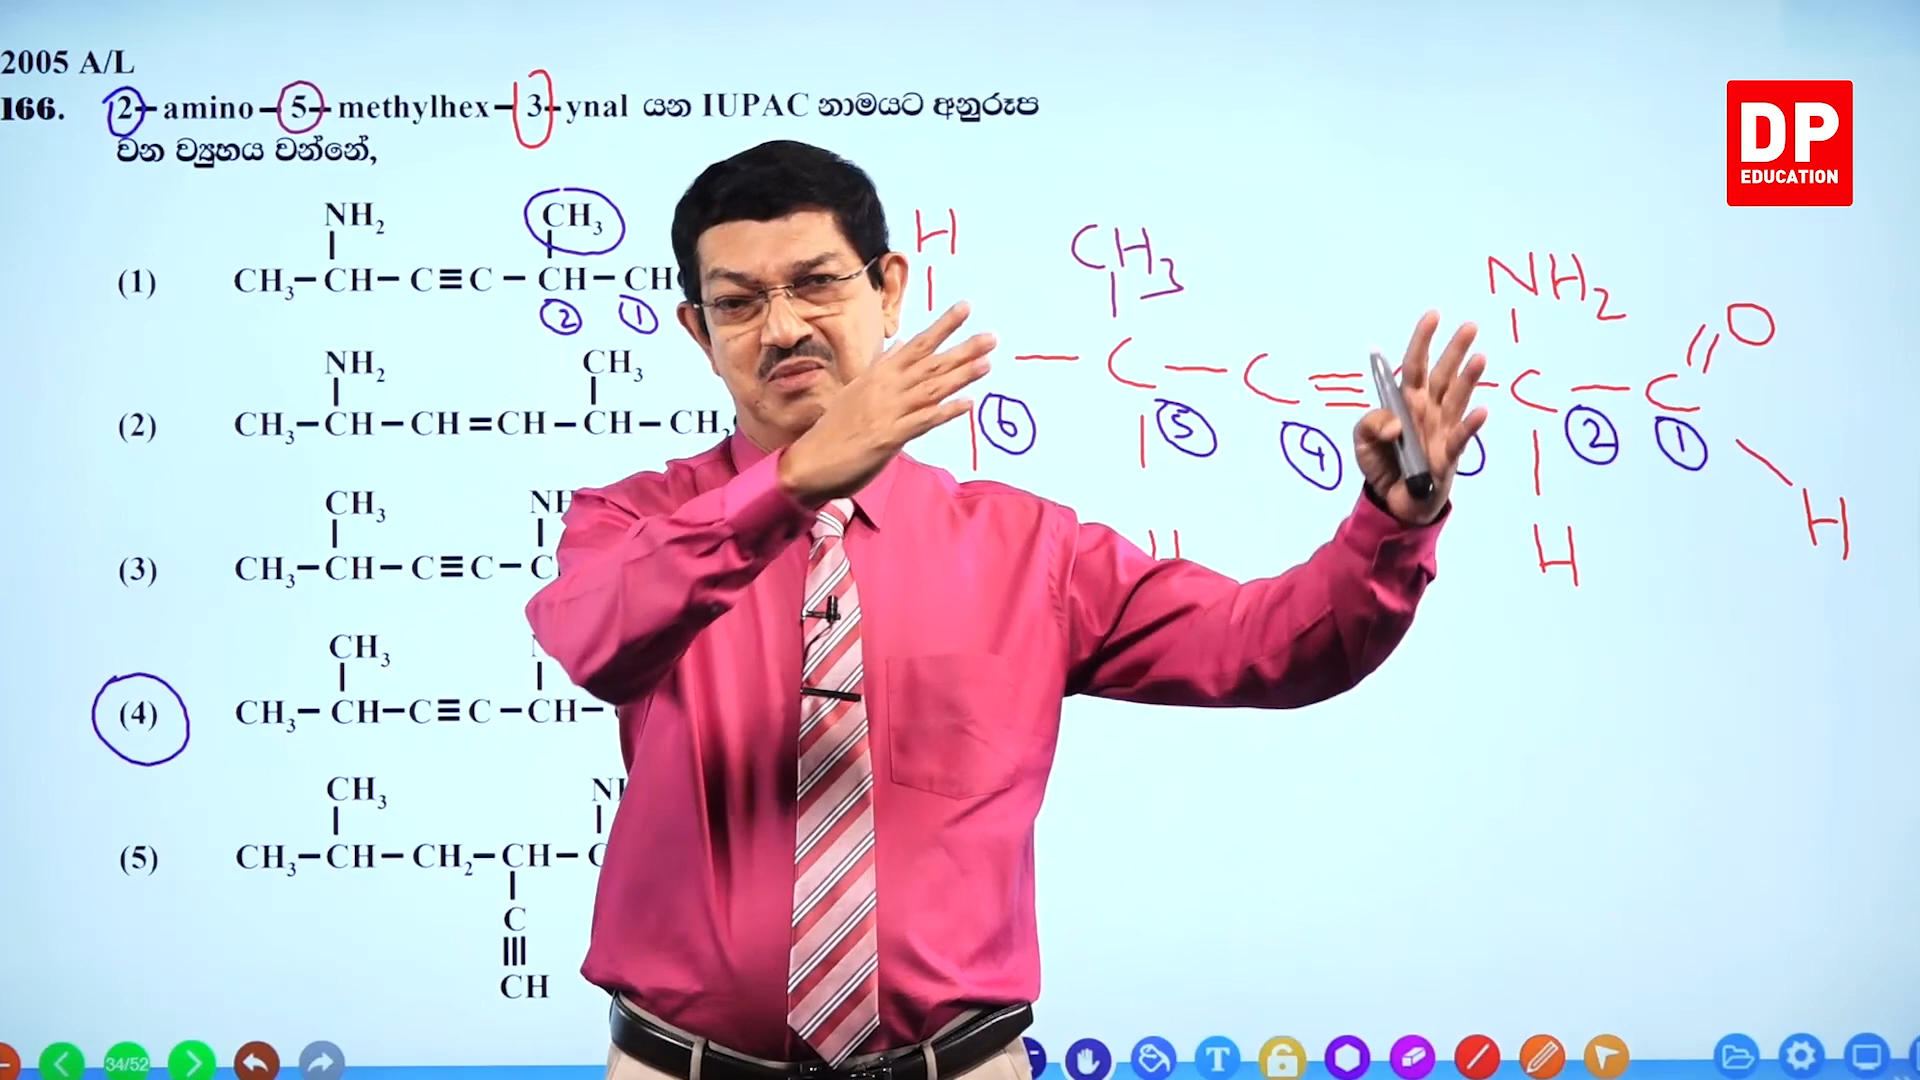 2005 A/L
166. 2- amino - 5 - methylhex - 3 - ynal යන IUPAC නාමයට අනුරූප
වන ව්‍යුහය වන්නේ,
DP
EDUCATION
NH2 CH3
(1) CH3-CH-C≡C-CH-CH
2 1
NH2 CH3
(2) CH3-CH-CH=CH-CH-CH
CH3 NH
(3) CH3-CH-C≡C-C
CH3
(4) CH3-CH-C≡C-CH-
CH3 N
(5) CH3-CH-CH2-CH-C
C
CH
H CH3 NH2 O
- C - C ≡ - C - C
6 5 4 2 1
H H H
34/52
T